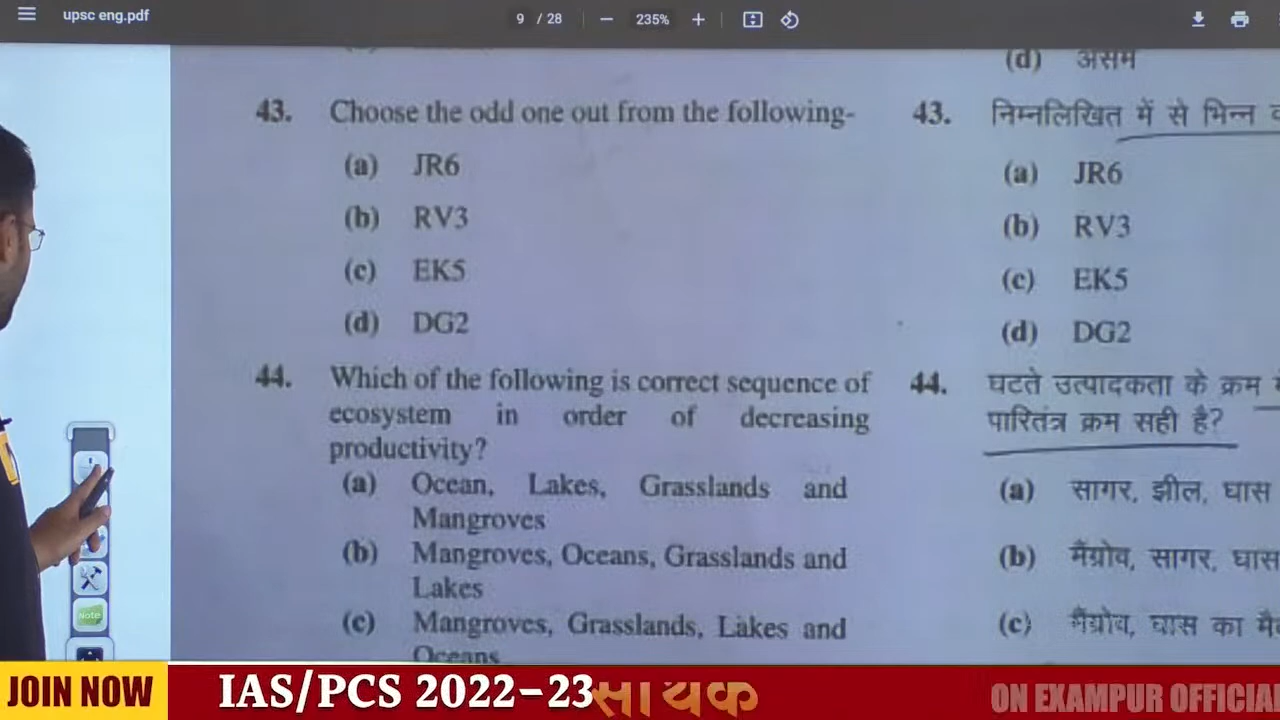 upsc eng.pdf
9 / 28
235%
(d) असम
43. Choose the odd one out from the following-
(a) JR6
(b) RV3
(c) EK5
(d) DG2
44. Which of the following is correct sequence of
ecosystem in order of decreasing
productivity?
(a) Ocean, Lakes, Grasslands and
Mangroves
(b) Mangroves, Oceans, Grasslands and
Lakes
(c) Mangroves, Grasslands, Lakes and
Oceans
43. निम्नलिखित में से भिन्न
(a) JR6
(b) RV3
(c) EK5
(d) DG2
44. घटते उत्पादकता के क्रम
पारितंत्र क्रम सही है?
(a) सागर, झील, घास
(b) मैंग्रोव, सागर, घास
(c) मैंग्रोव, घास का
Note
JOIN NOW
IAS/PCS 2022-23
सायक
ON EXAMPUR OFFICIAL